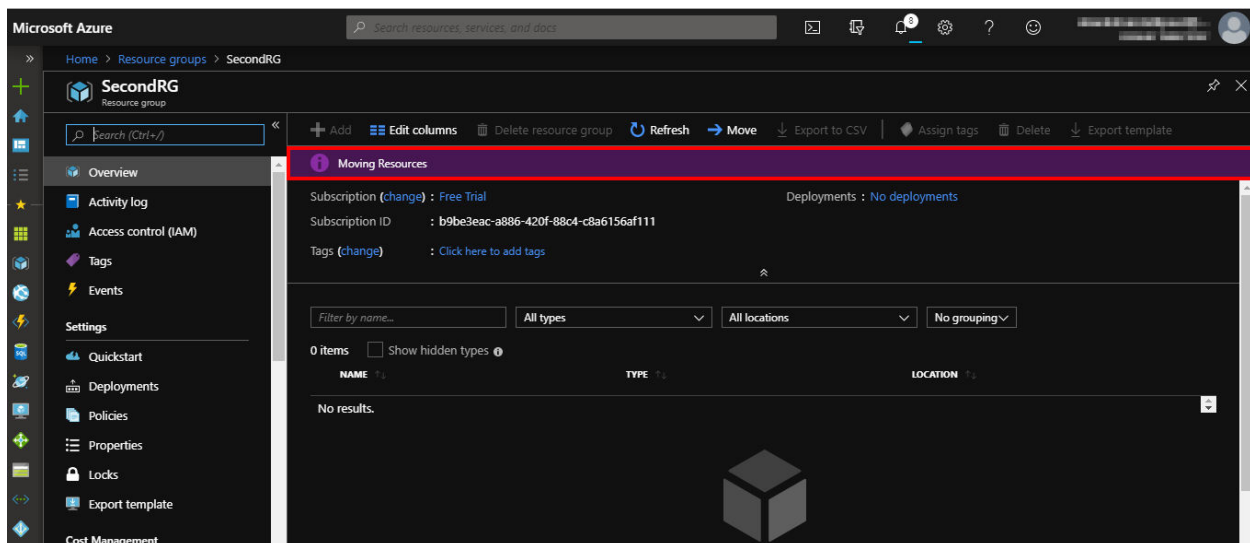 Microsoft Azure
Search resources, services, and docs
8
Home > Resource groups > SecondRG
SecondRG
Resource group
Search (Ctrl+/)
Add
Edit columns
Delete resource group
Refresh
Move
Export to CSV
Assign tags
Delete
Export template
Moving Resources
Overview
Activity log
Access control (IAM)
Tags
Events
Settings
Quickstart
Deployments
Policies
Properties
Locks
Export template
Cost Management
Subscription (change) : Free Trial
Deployments : No deployments
Subscription ID : b9be3eac-a886-420f-88c4-c8a6156af111
Tags (change) : Click here to add tags
Filter by name...
All types
All locations
No grouping
0 items
Show hidden types
NAME
TYPE
LOCATION
No results.